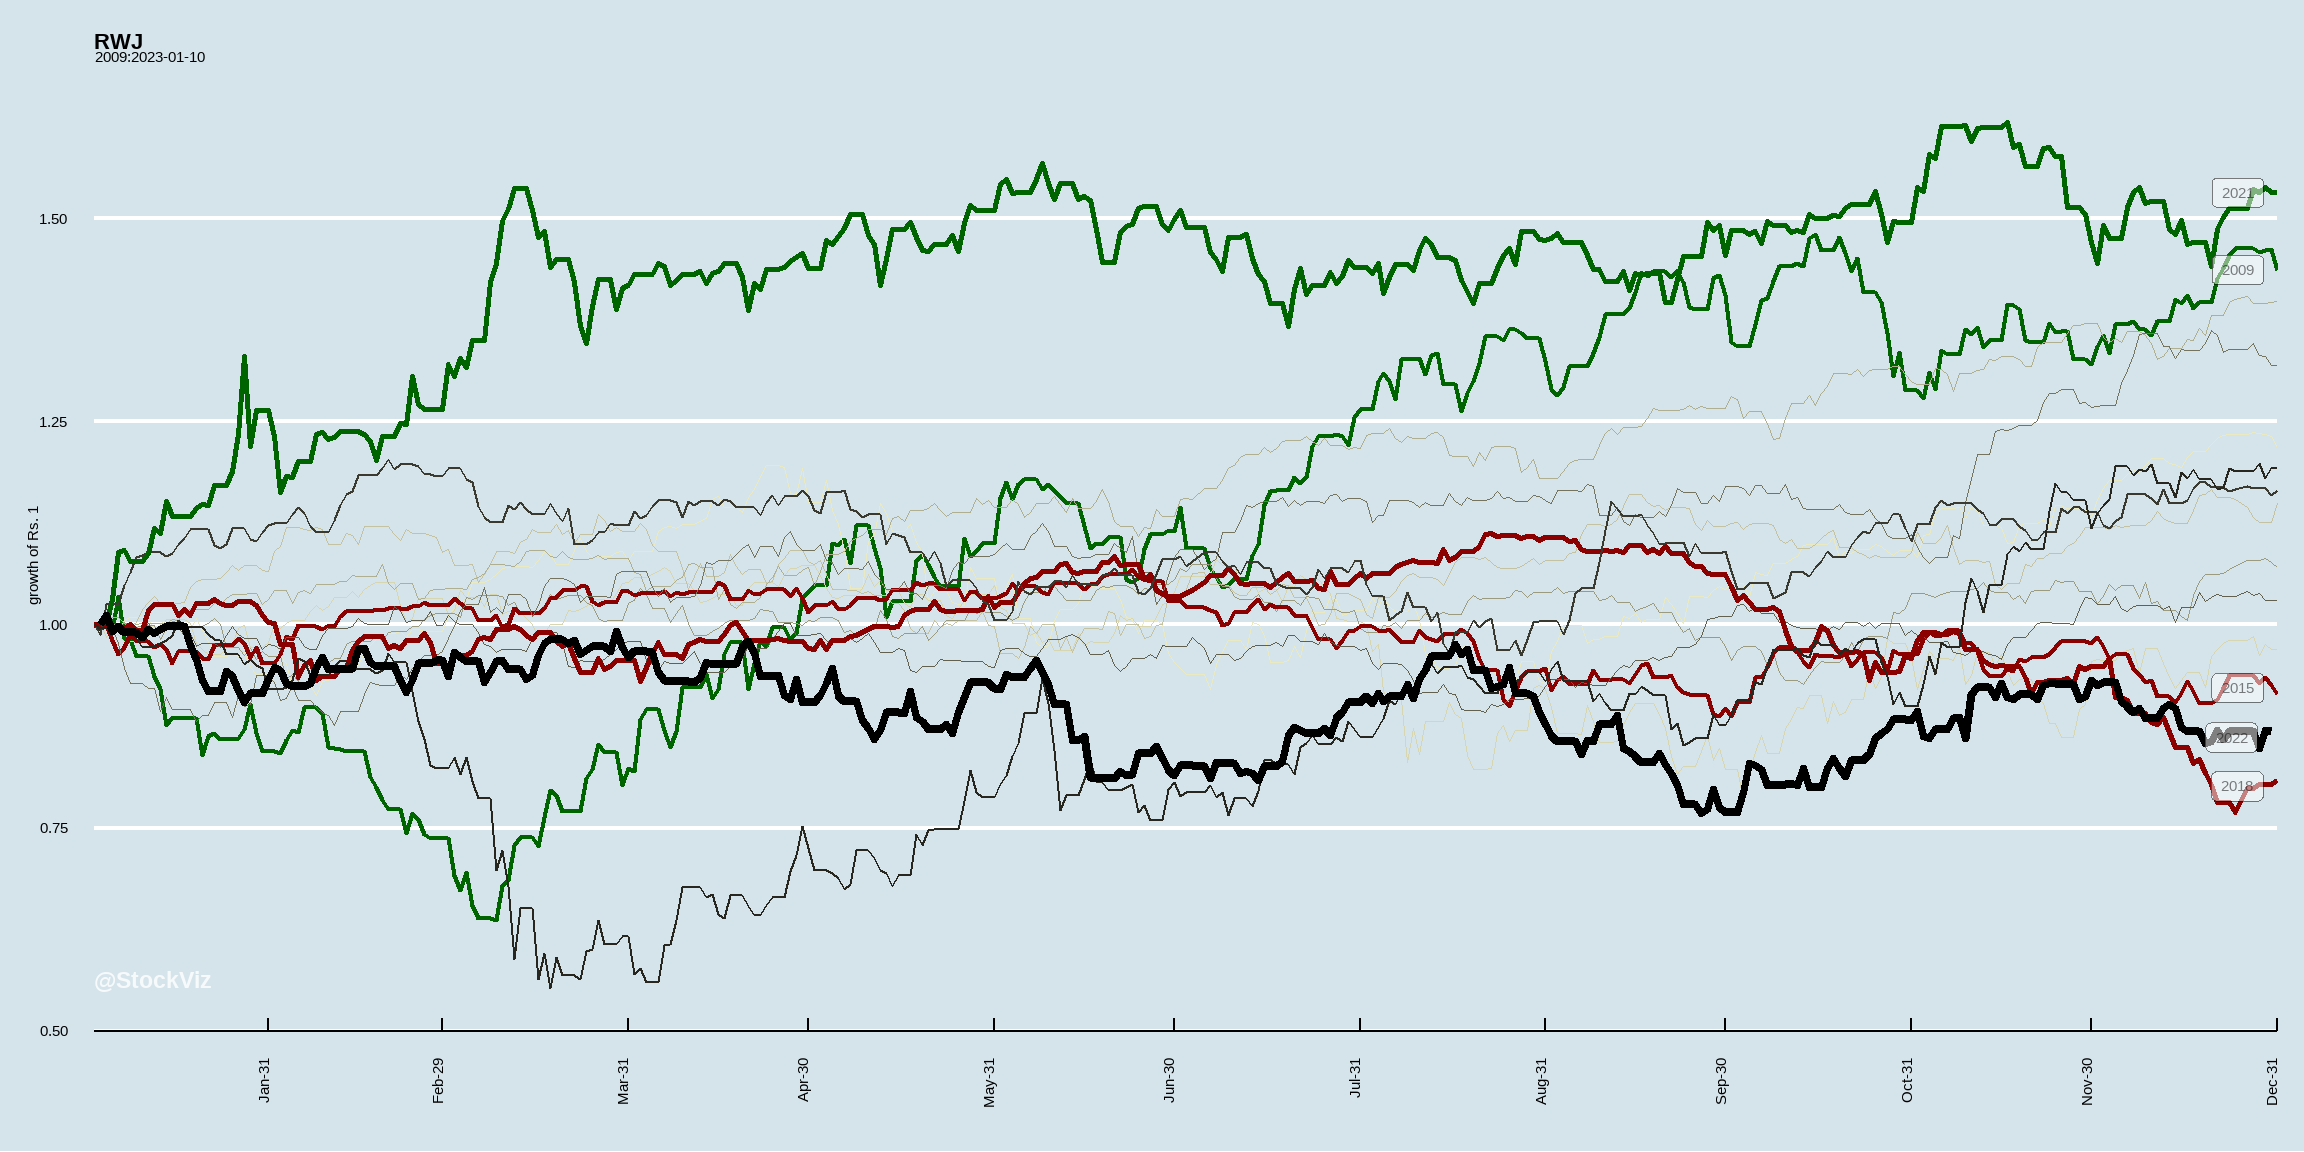 RWJ
2009:2023-01-10
growth of Rs. 1
1.50
1.25
1.00
0.75
0.50
2021
2009
2015
2022
2018
@StockViz
Jan-31
Feb-29
Mar-31
Apr-30
May-31
Jun-30
Jul-31
Aug-31
Sep-30
Oct-31
Nov-30
Dec-31